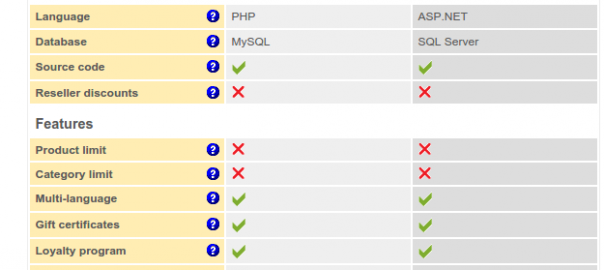 Language ? PHP ASP.NET
Database ? MySQL SQL Server
Source code ?
Reseller discounts ?
Features
Product limit ?
Category limit ?
Multi-language ?
Gift certificates ?
Loyalty program ?